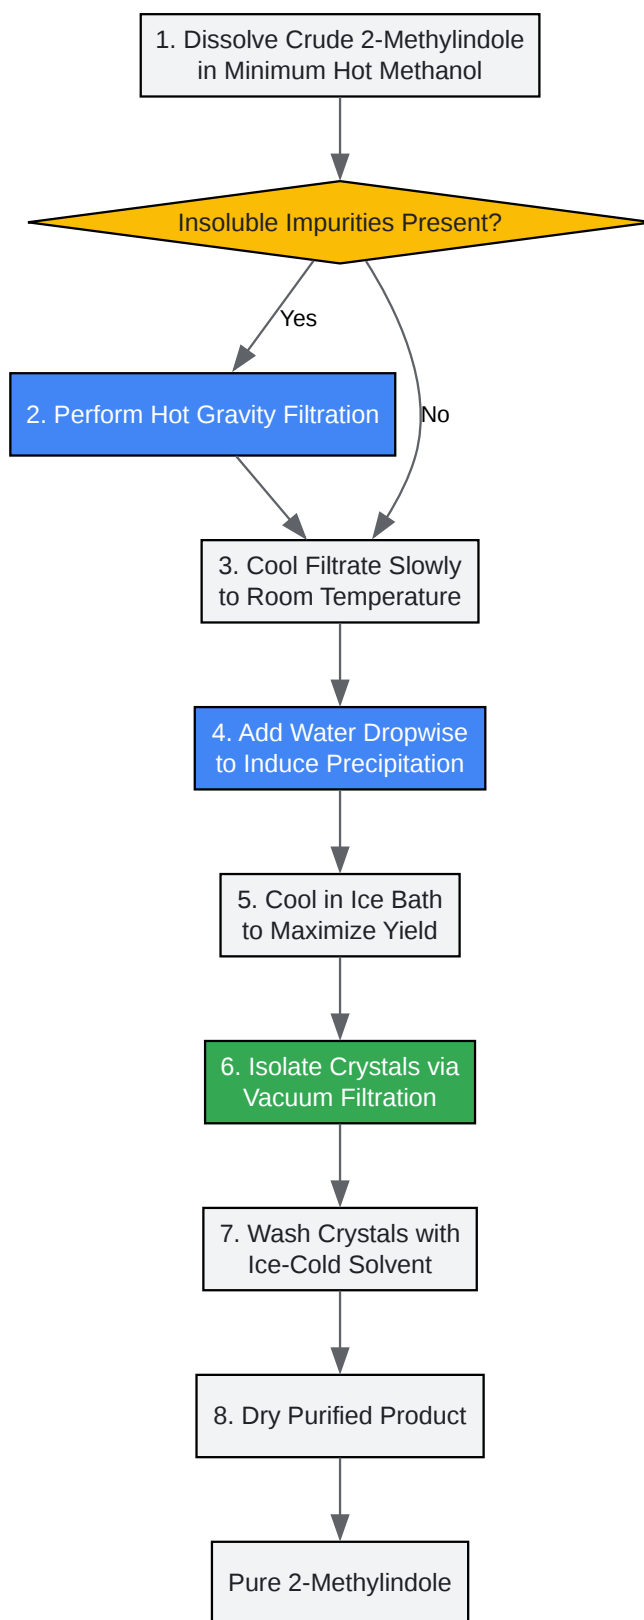 1. Dissolve Crude 2-Methylindole
in Minimum Hot Methanol
Insoluble Impurities Present?
Yes
2. Perform Hot Gravity Filtration
No
3. Cool Filtrate Slowly
to Room Temperature
4. Add Water Dropwise
to Induce Precipitation
5. Cool in Ice Bath
to Maximize Yield
6. Isolate Crystals via
Vacuum Filtration
7. Wash Crystals with
Ice-Cold Solvent
8. Dry Purified Product
Pure 2-Methylindole